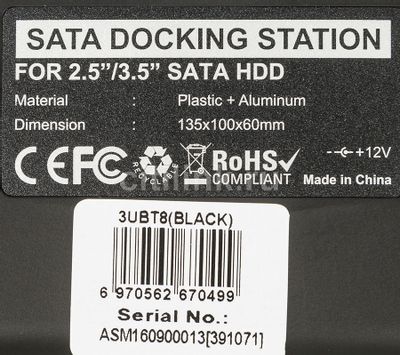 SATA DOCKING STATION
FOR 2.5”/3.5” SATA HDD
Material : Plastic + Aluminum
Dimension : 135x100x60mm
CE FC RECYCLABLE RoHS COMPLIANT +12V
Made in China
3UBT8(BLACK)
6 970562 670499
Serial No.:
ASM160900013[391071]